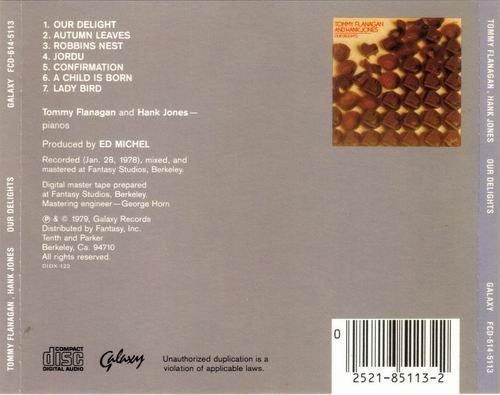 1. OUR DELIGHT
2. AUTUMN LEAVES
3. ROBBINS NEST
4. JORDU
5. CONFIRMATION
6. A CHILD IS BORN
7. LADY BIRD
Tommy Flanagan and Hank Jones—
pianos
Produced by ED MICHEL
Recorded (Jan. 28, 1978), mixed, and
mastered at Fantasy Studios, Berkeley.
Digital master tape prepared
at Fantasy Studios, Berkeley.
Mastering engineer—George Horn
℗ & © 1979, Galaxy Records
Distributed by Fantasy, Inc.
Tenth and Parker
Berkeley, Ca. 94710
All rights reserved.
DIDX-123
COMPACT
disc
DIGITAL AUDIO
Galaxy
Unauthorized duplication is a
violation of applicable laws.
TOMMY FLANAGAN
AND HANK JONES
OUR DELIGHTS
0
2521-85113-2
TOMMY FLANAGAN . HANK JONES OUR DELIGHTS GALAXY FCD-614-5113
TOMMY FLANAGAN . HANK JONES OUR DELIGHTS GALAXY FCD-614-5113